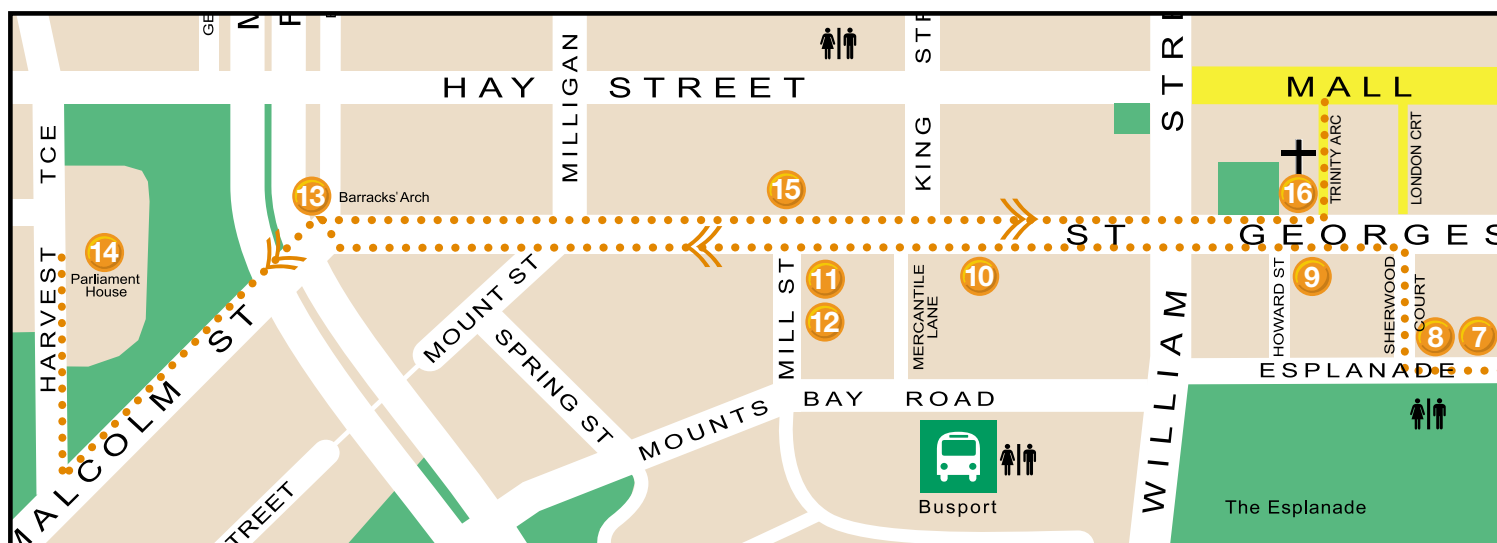 HAY STREET
MALL
MILLIGAN
KING STR
STRE
TRINITY ARC
LONDON CRT
HARVEST TCE
13
Barracks' Arch
15
16
14
Parliament
House
ST GEORGES
MALCOLM ST
MOUNT ST
SPRING ST
MILL ST
11
12
MERCANTILE
LANE
10
WILLIAM
HOWARD ST
9
SHERWOOD
COURT
8
7
ESPLANADE
MOUNTS BAY ROAD
TREET
Busport
The Esplanade